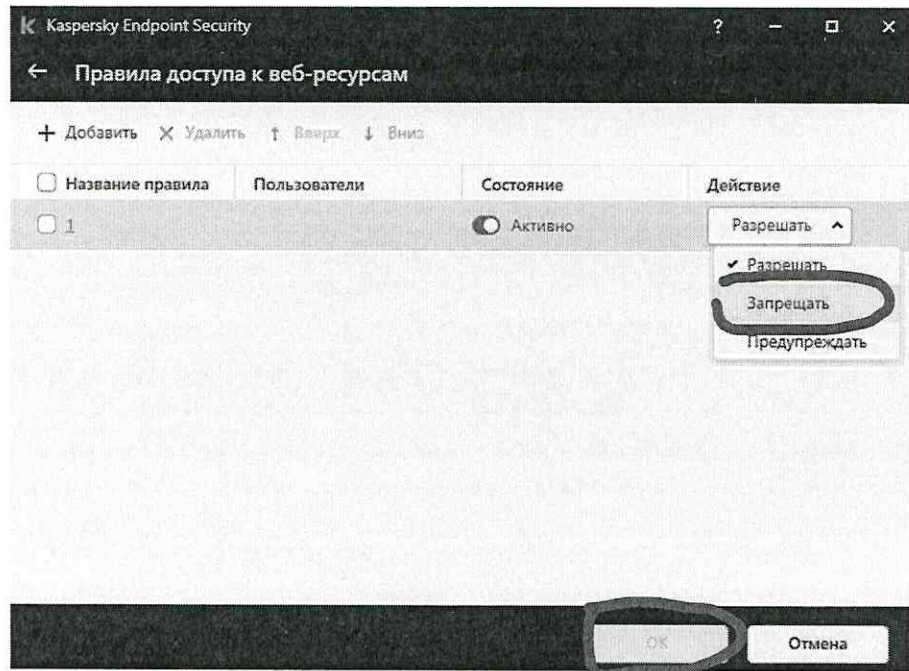 Kaspersky Endpoint Security
Правила доступа к веб-ресурсам
Добавить Удалить Вверх Вниз
Название правила Пользователи Состояние Действие
1 Активно Разрешать
Разрешать
Запрещать
Предупреждать
OK Отмена